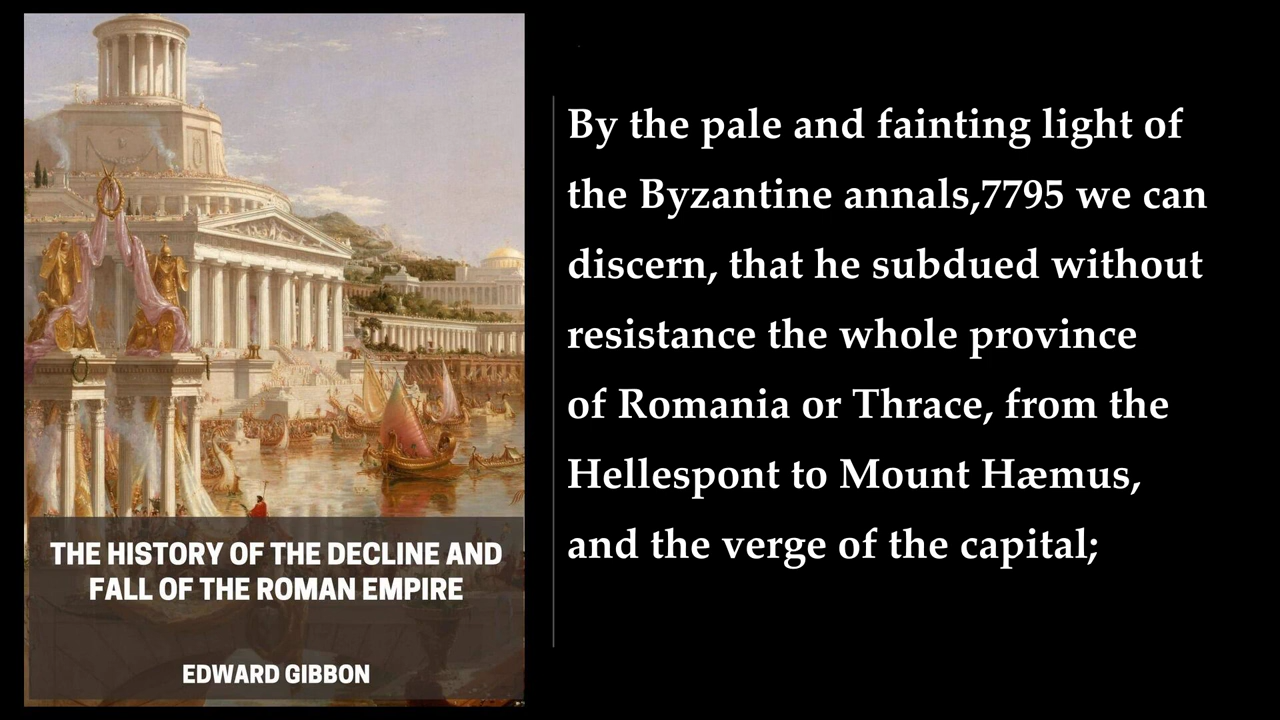 THE HISTORY OF THE DECLINE AND
FALL OF THE ROMAN EMPIRE
EDWARD GIBBON
By the pale and fainting light of
the Byzantine annals,7795 we can
discern, that he subdued without
resistance the whole province
of Romania or Thrace, from the
Hellespont to Mount Hæmus,
and the verge of the capital;